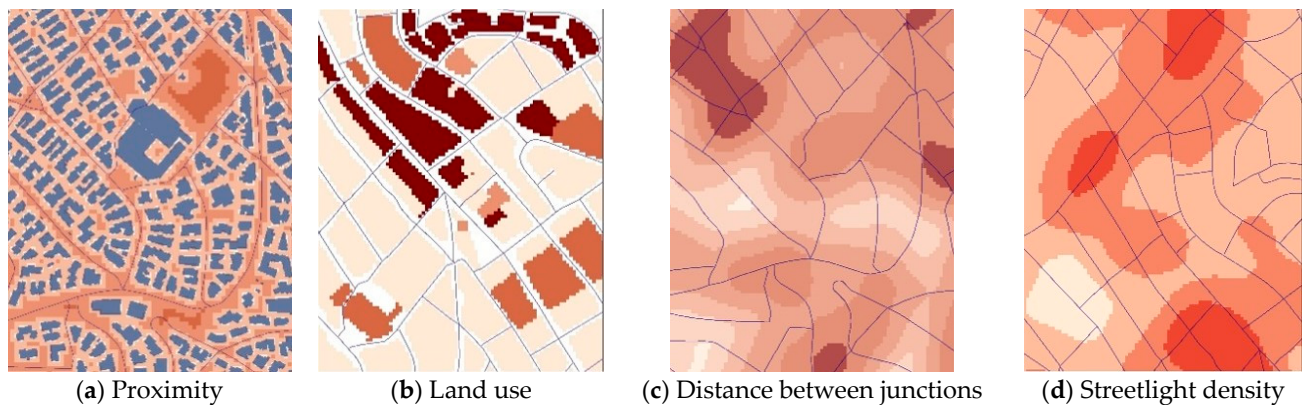 (a) Proximity
(b) Land use
(c) Distance between junctions
(d) Streetlight density